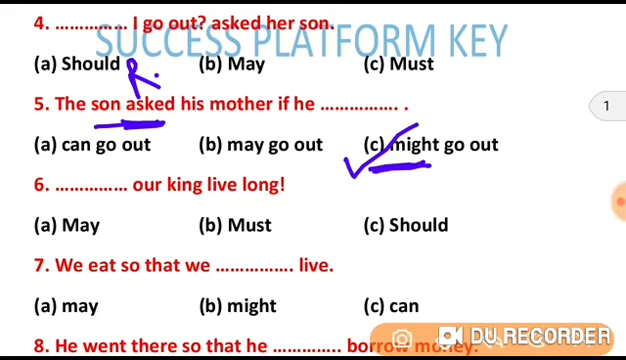 4. .............. I go out? asked her son.
SUCCESS PLATFORM KEY
(a) Should (b) May (c) Must
R.
5. The son asked his mother if he ............... .
(a) can go out (b) may go out (c) might go out
1
6. .............. our king live long!
(a) May (b) Must (c) Should
7. We eat so that we ............... live.
(a) may (b) might (c) can
DU RECORDER
8. He went there so that he ............. borrow money.